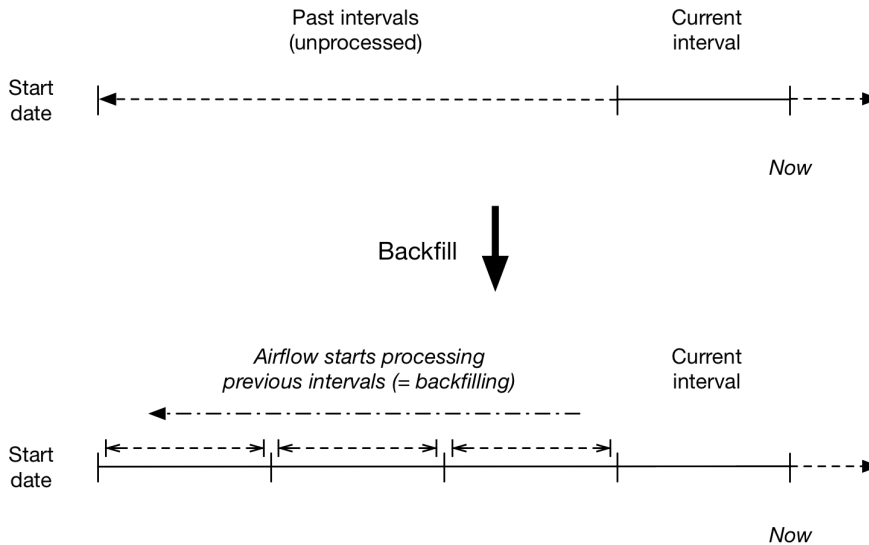 Past intervals
(unprocessed)
Current
interval
Start
date
Now
Backfill
Airflow starts processing
previous intervals (= backfilling)
Current
interval
Start
date
Now